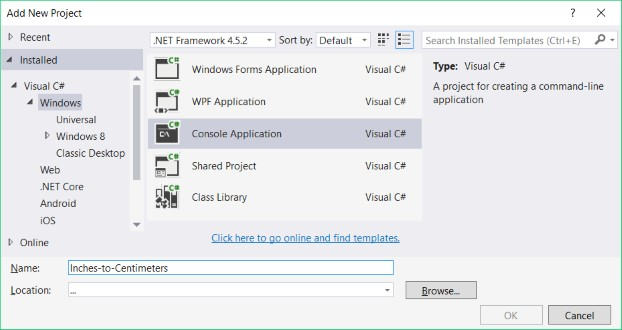 Add New Project
? ×
Recent
.NET Framework 4.5.2 Sort by: Default
Search Installed Templates (Ctrl+E)
Installed
Visual C#
Windows
Universal
Windows 8
Classic Desktop
Web
.NET Core
Android
iOS
Online
C# Windows Forms Application Visual C#
C# WPF Application Visual C#
C# Console Application Visual C#
C# Shared Project Visual C#
C# Class Library Visual C#
Click here to go online and find templates.
Type: Visual C#
A project for creating a command-line
application
Name: Inches-to-Centimeters
Location: ...
Browse...
OK Cancel